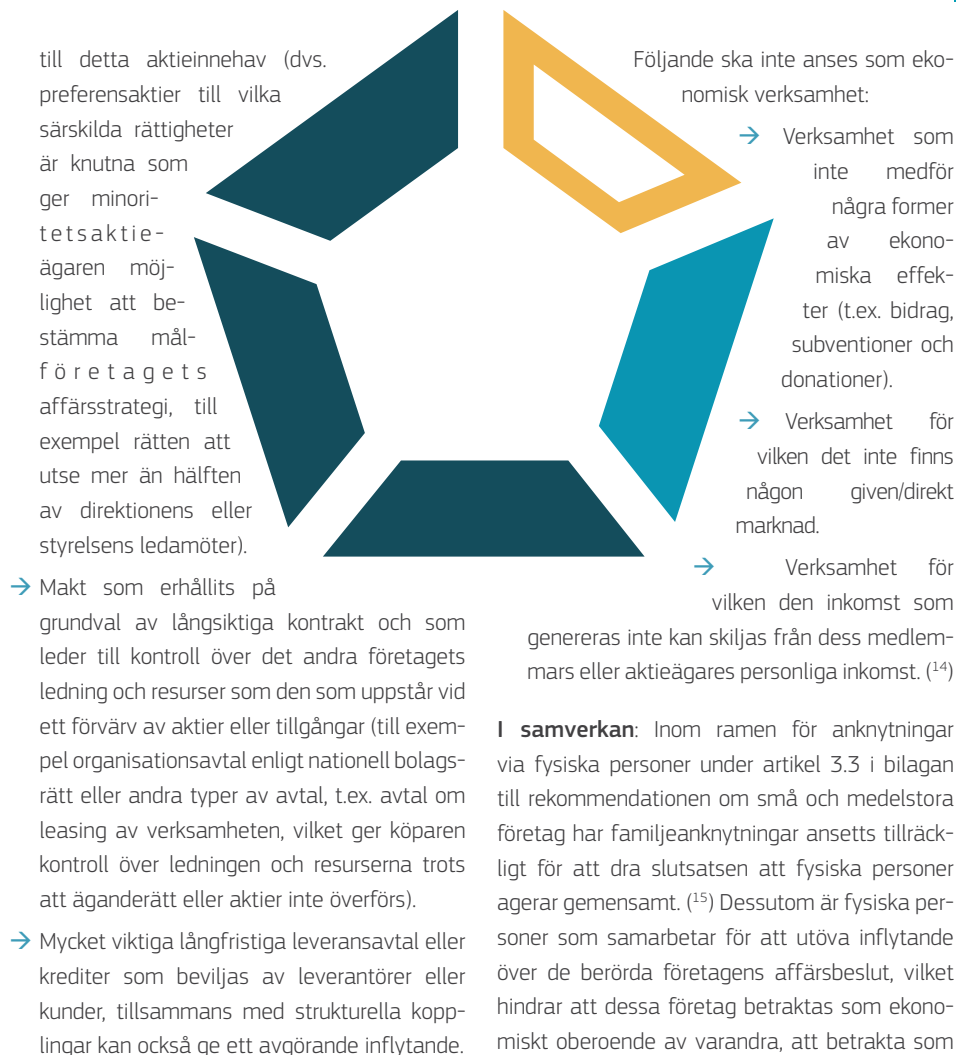 till detta aktieinnehav (dvs.
preferensaktier till vilka
särskilda rättigheter
är knutna som
ger minori-
tetsaktie-
ägaren möj-
lighet att be-
stämma mål-
företagets
affärsstrategi, till
exempel rätten att
utse mer än hälften
av direktionens eller
styrelsens ledamöter).
→ Makt som erhållits på
grundval av långsiktiga kontrakt och som
leder till kontroll över det andra företagets
ledning och resurser som den som uppstår vid
ett förvärv av aktier eller tillgångar (till exem-
pel organisationsavtal enligt nationell bolags-
rätt eller andra typer av avtal, t.ex. avtal om
leasing av verksamheten, vilket ger köparen
kontroll över ledningen och resurserna trots
att äganderätt eller aktier inte överförs).
→ Mycket viktiga långfristiga leveransavtal eller
krediter som beviljas av leverantörer eller
kunder, tillsammans med strukturella kopp-
lingar kan också ge ett avgörande inflytande.
Följande ska inte anses som eko-
nomisk verksamhet:
→ Verksamhet som
inte medför
några former
av ekono-
miska effek-
ter (t.ex. bidrag,
subventioner och
donationer).
→ Verksamhet för
vilken det inte finns
någon given/direkt
marknad.
→ Verksamhet för
vilken den inkomst som
genereras inte kan skiljas från dess medlem-
mars eller aktieägares personliga inkomst. (14)
I samverkan: Inom ramen för anknytningar
via fysiska personer under artikel 3.3 i bilagan
till rekommendationen om små och medelstora
företag har familjeanknytningar ansetts tillräck-
ligt för att dra slutsatsen att fysiska personer
agerar gemensamt. (15) Dessutom är fysiska per-
soner som samarbetar för att utöva inflytande
över de berörda företagens affärsbeslut, vilket
hindrar att dessa företag betraktas som ekono-
miskt oberoende av varandra, att betrakta som